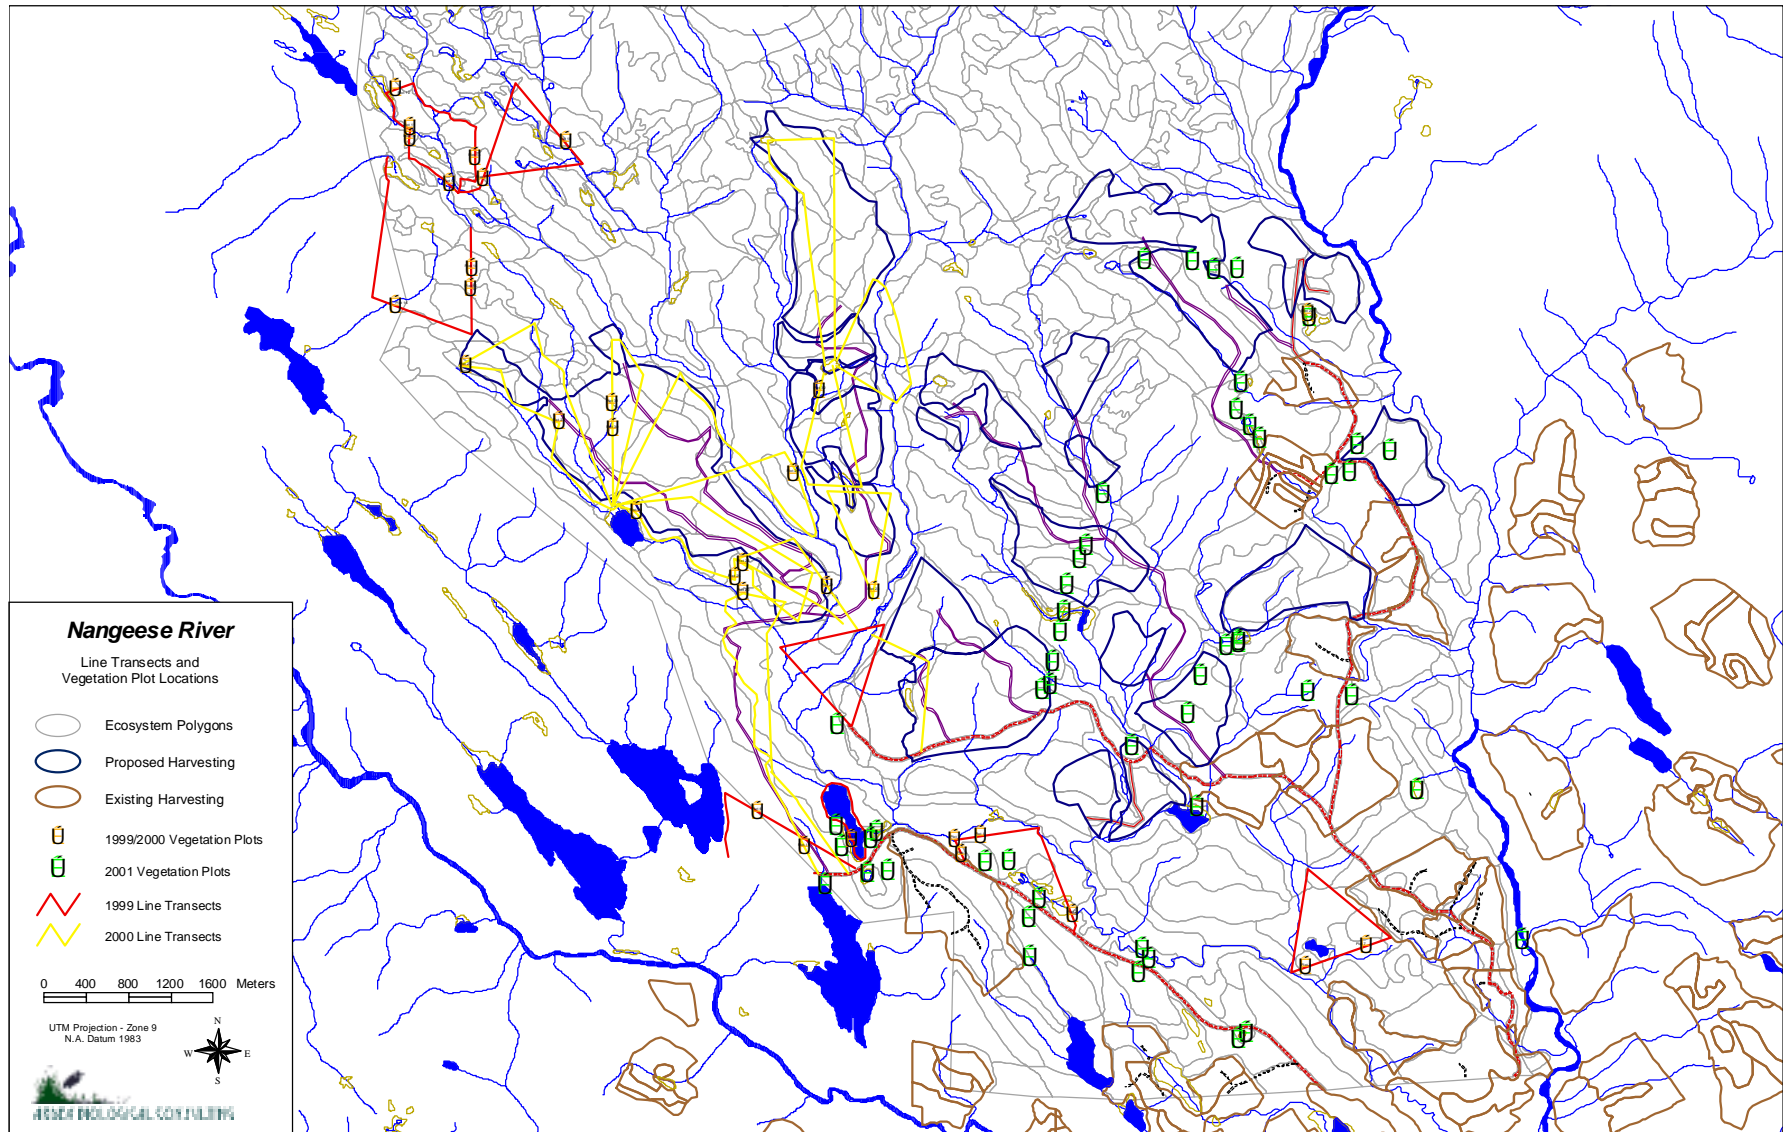 Nangeese River
Line Transects and
Vegetation Plot Locations
Ecosystem Polygons
Proposed Harvesting
Existing Harvesting
1999/2000 Vegetation Plots
2001 Vegetation Plots
1999 Line Transects
2000 Line Transects
0 400 800 1200 1600 Meters
UTM Projection - Zone 9
N.A. Datum 1983
N
W E
S